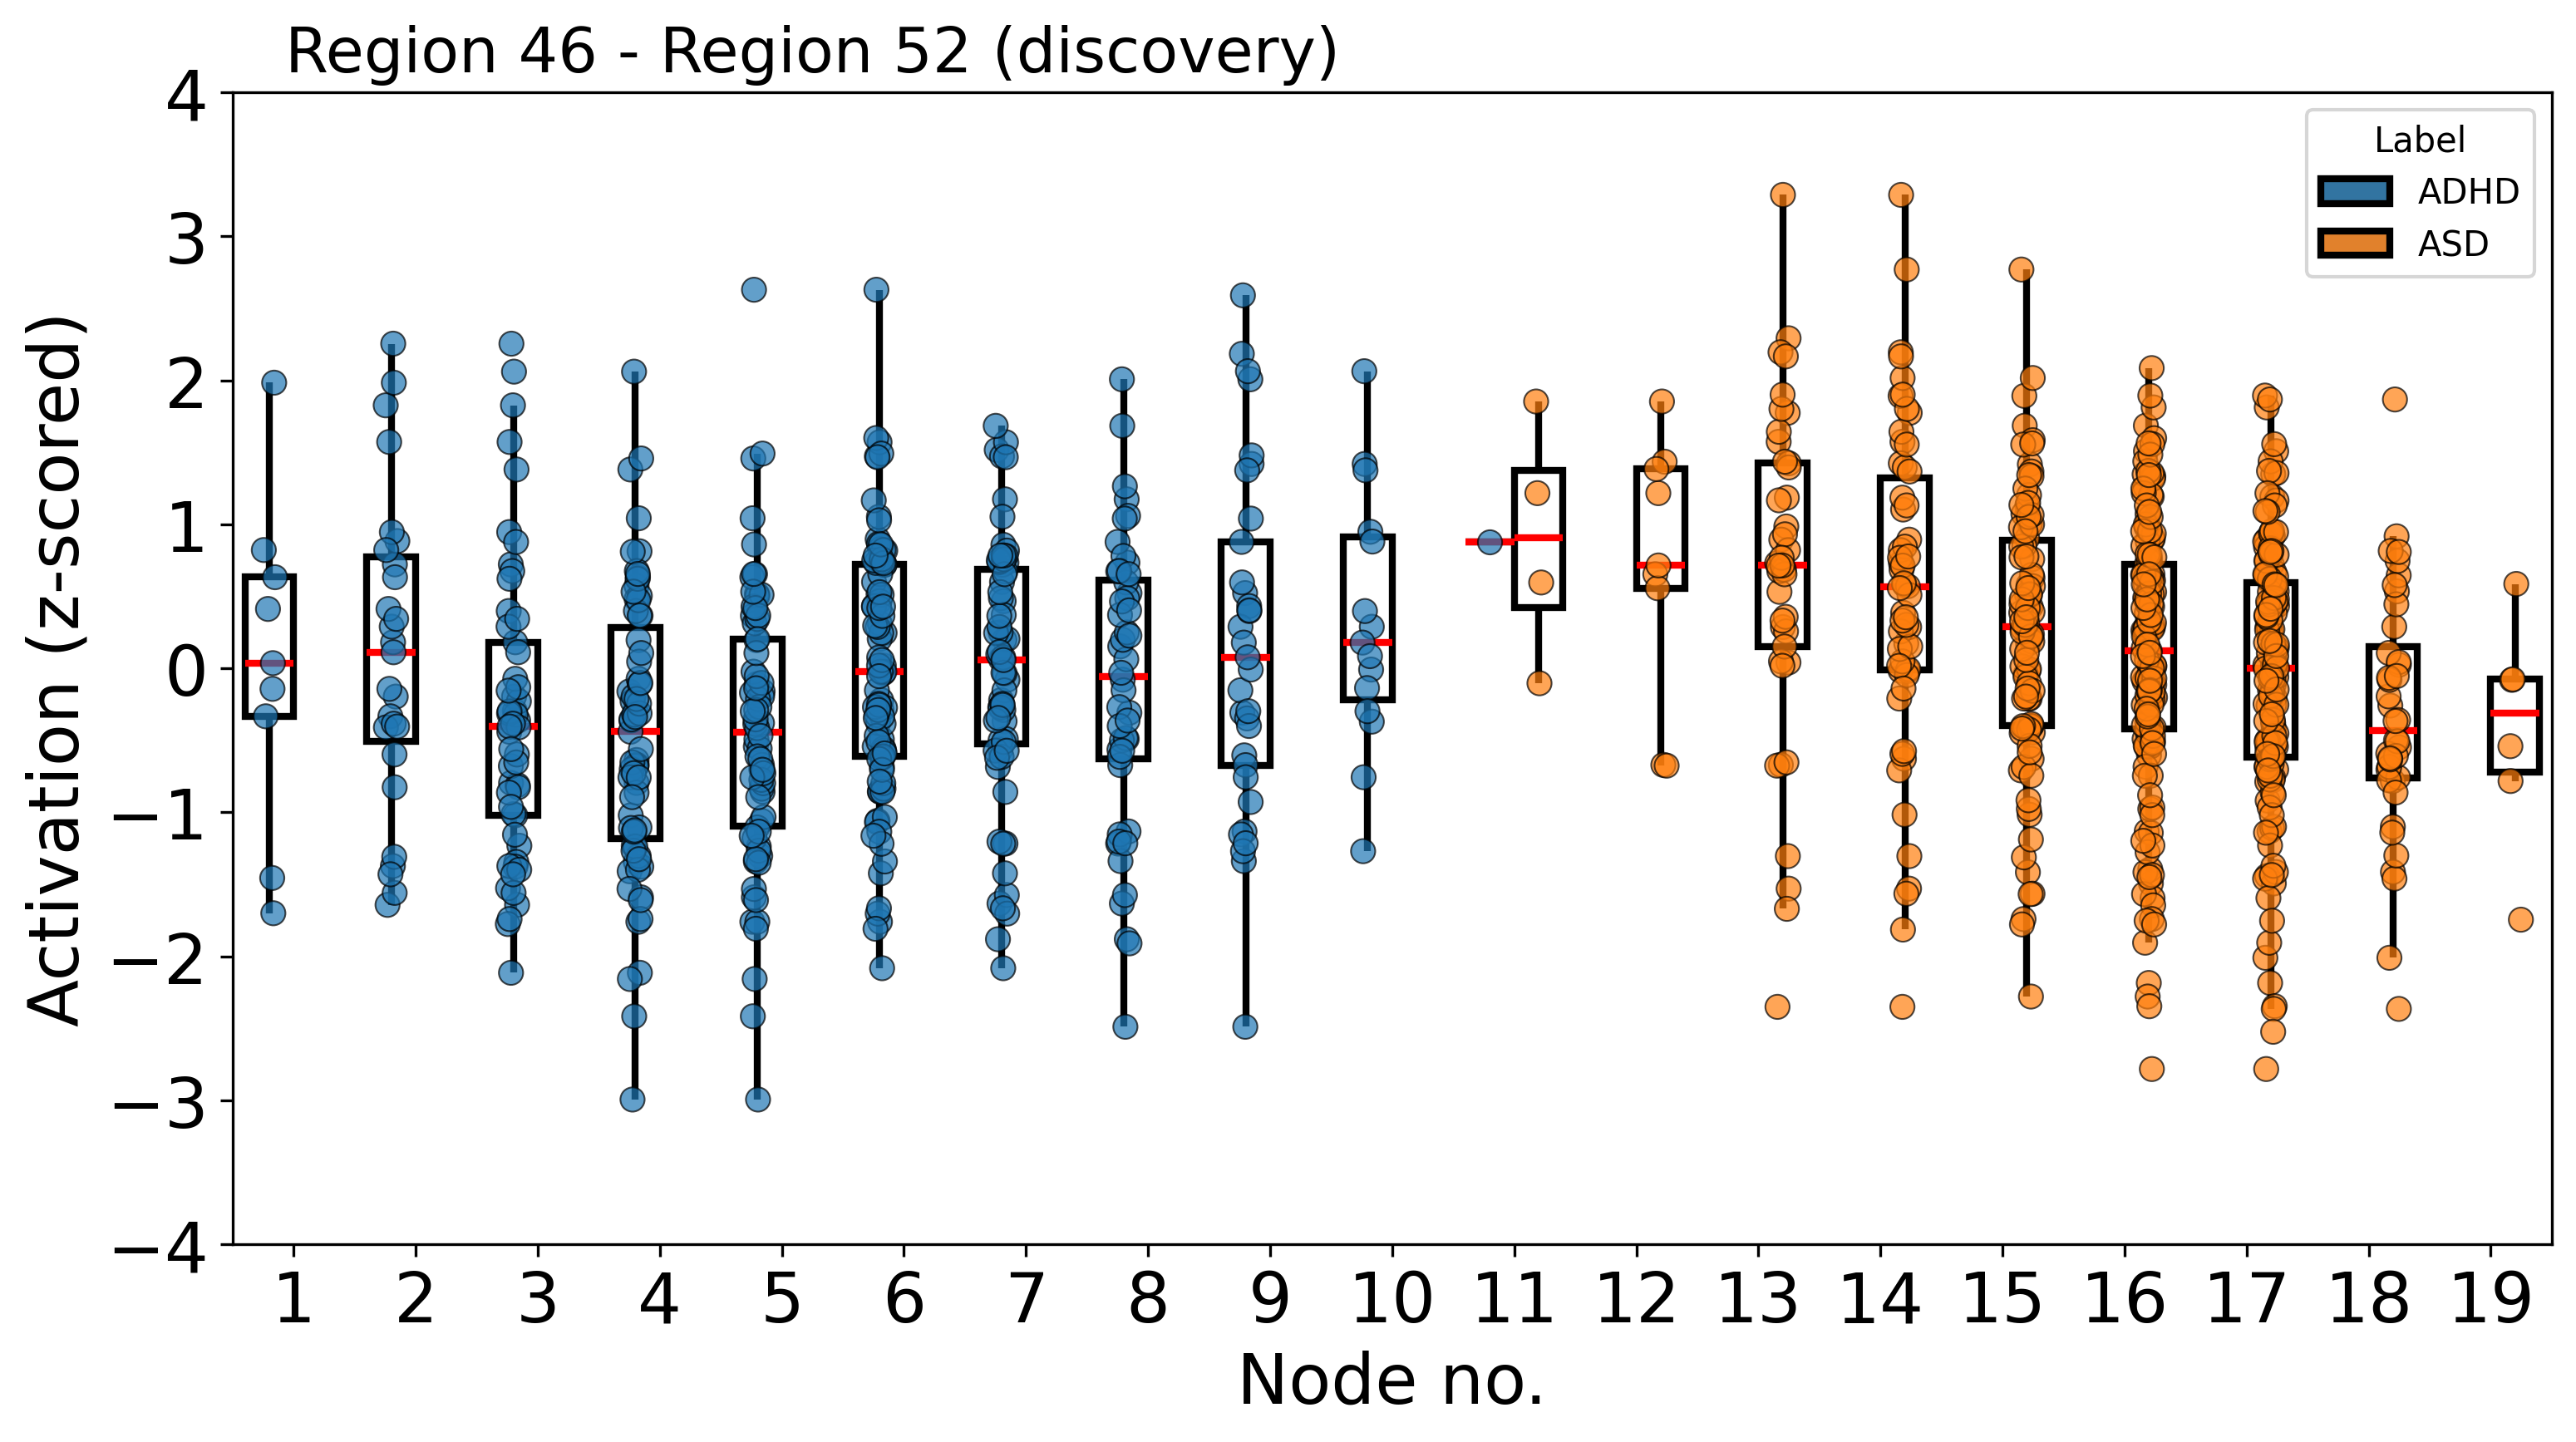 Region 46 - Region 52 (discovery)
Activation (z-scored)
4
3
2
1
0
−1
−2
−3
−4
Label
ADHD
ASD
1 2 3 4 5 6 7 8 9 10 11 12 13 14 15 16 17 18 19
Node no.